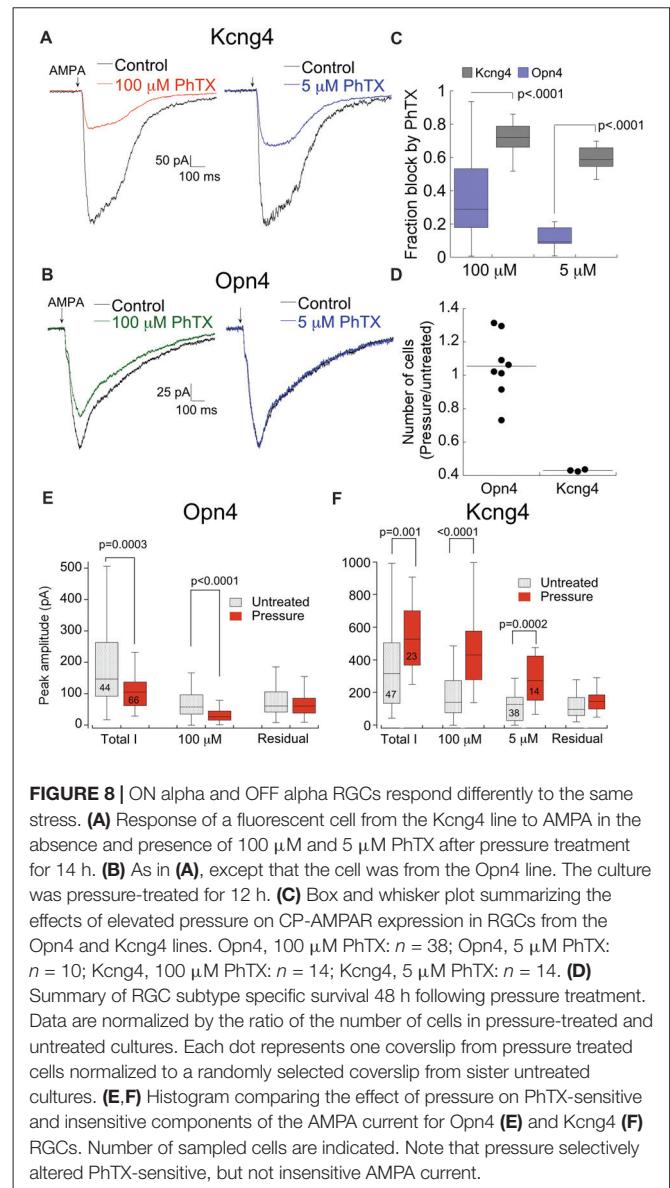 A
Kcng4
C
AMPA
Control
100 µM PhTX
Control
5 µM PhTX
50 pA
100 ms
Kcng4
Opn4
p<.0001
p<.0001
Fraction block by PhTX
1
0.8
0.6
0.4
0.2
0
100 µM
5 µM
B
Opn4
AMPA
Control
100 µM PhTX
Control
5 µM PhTX
25 pA
100 ms
D
Number of cells
(Pressure/untreated)
1.4
1.2
1
0.8
0.6
0.4
Opn4
Kcng4
E
Opn4
p=0.0003
p<0.0001
Untreated
Pressure
Peak amplitude (pA)
500
400
300
200
100
0
44
66
Total I
100 µM
Residual
F
Kcng4
p=0.001
<0.0001
p=0.0002
Untreated
Pressure
1000
800
600
400
200
0
47
23
38
14
Total I
100 µM
5 µM
Residual
FIGURE 8 | ON alpha and OFF alpha RGCs respond differently to the same
stress. (A) Response of a fluorescent cell from the Kcng4 line to AMPA in the
absence and presence of 100 µM and 5 µM PhTX after pressure treatment
for 14 h. (B) As in (A), except that the cell was from the Opn4 line. The culture
was pressure-treated for 12 h. (C) Box and whisker plot summarizing the
effects of elevated pressure on CP-AMPAR expression in RGCs from the
Opn4 and Kcng4 lines. Opn4, 100 µM PhTX: n = 38; Opn4, 5 µM PhTX:
n = 10; Kcng4, 100 µM PhTX: n = 14; Kcng4, 5 µM PhTX: n = 14. (D)
Summary of RGC subtype specific survival 48 h following pressure treatment.
Data are normalized by the ratio of the number of cells in pressure-treated and
untreated cultures. Each dot represents one coverslip from pressure treated
cells normalized to a randomly selected coverslip from sister untreated
cultures. (E,F) Histogram comparing the effect of pressure on PhTX-sensitive
and insensitive components of the AMPA current for Opn4 (E) and Kcng4 (F)
RGCs. Number of sampled cells are indicated. Note that pressure selectively
altered PhTX-sensitive, but not insensitive AMPA current.